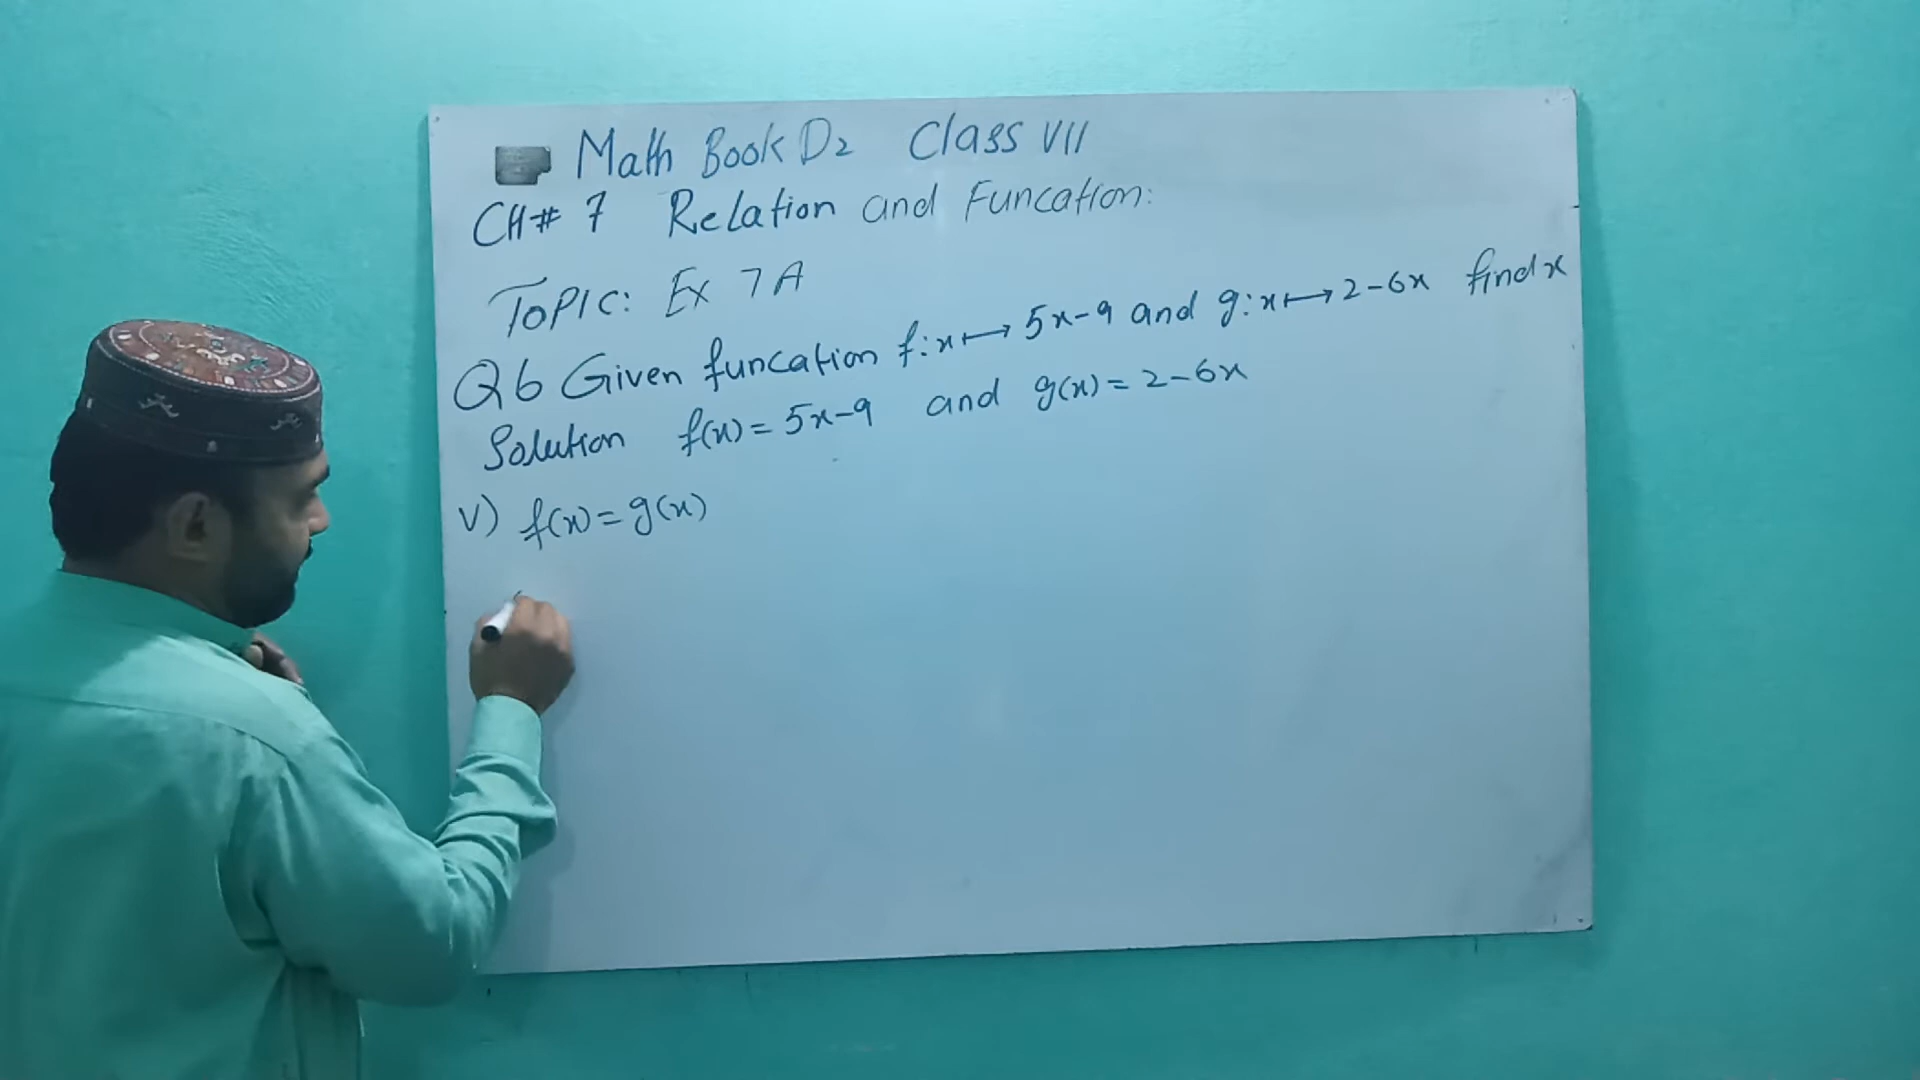 Math Book D2 Class VII
CH# 7 Relation and Funcation:
Topic: Ex 7A
Q6 Given funcation f:x⟼5x-9 and g:x⟼2-6x find x
Solution f(x)=5x-9 and g(x)=2-6x
V) f(x)=g(x)